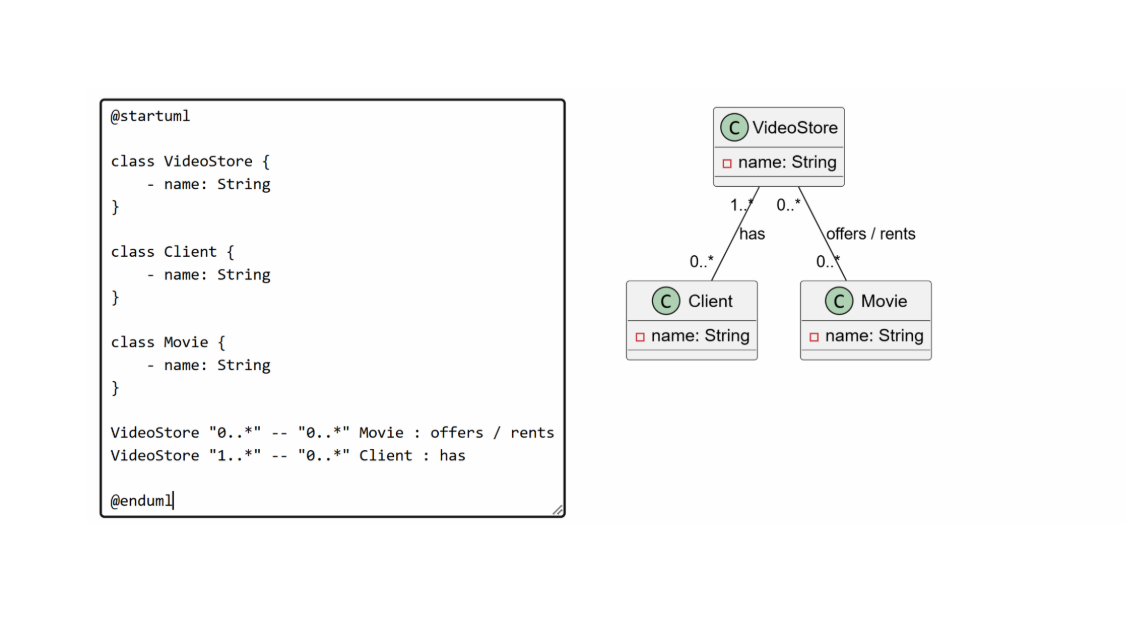 @startuml
class VideoStore {
- name: String
}
class Client {
- name: String
}
class Movie {
- name: String
}
VideoStore "0..*" -- "0..*" Movie : offers / rents
VideoStore "1..*" -- "0..*" Client : has
@enduml
C VideoStore
name: String
1..* 0..*
has offers / rents
0..* 0..*
C Client
name: String
C Movie
name: String